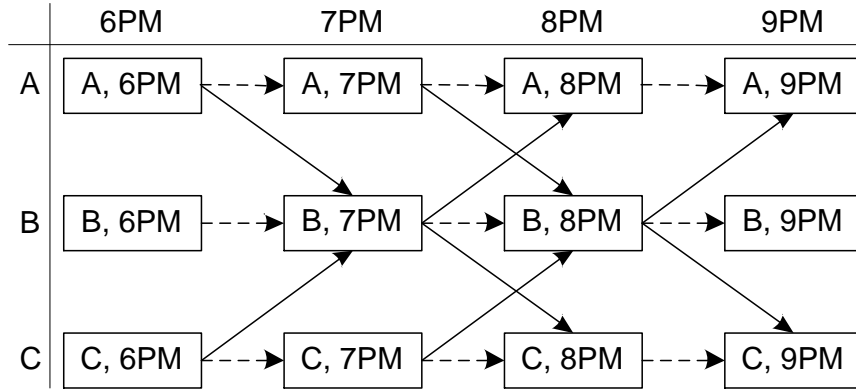 6PM 7PM 8PM 9PM
A A, 6PM A, 7PM A, 8PM A, 9PM
B B, 6PM B, 7PM B, 8PM B, 9PM
C C, 6PM C, 7PM C, 8PM C, 9PM